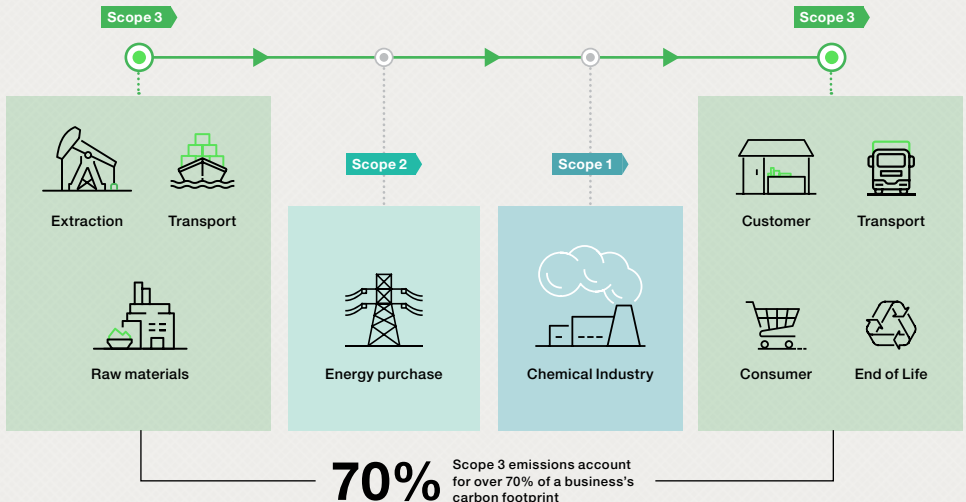 Scope 3
Scope 3
Scope 2
Scope 1
Extraction
Transport
Raw materials
Energy purchase
Chemical Industry
Customer
Transport
Consumer
End of Life
70%
Scope 3 emissions account
for over 70% of a business's
carbon footprint